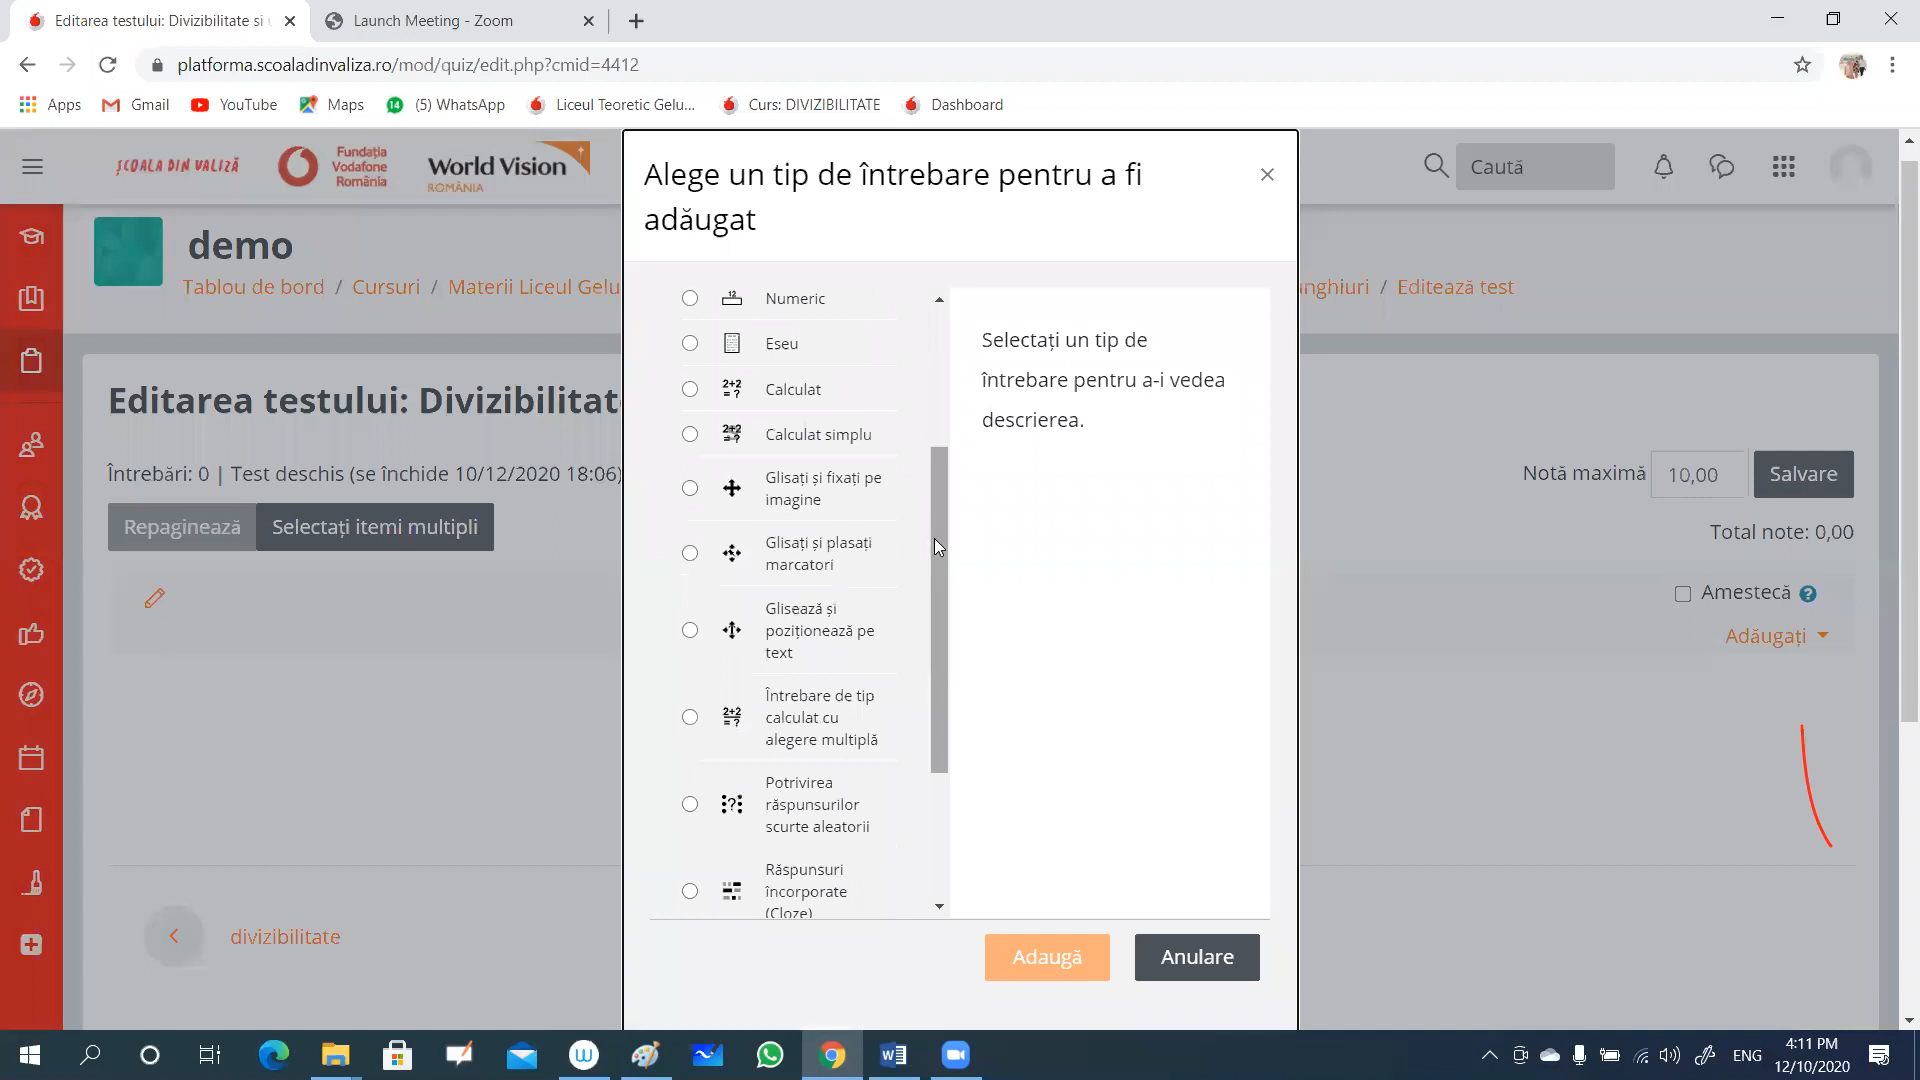 Editarea testului: Divizibilitate si
Launch Meeting - Zoom
platforma.scoaladinvaliza.ro/mod/quiz/edit.php?cmid=4412
Apps
Gmail
YouTube
Maps
14
(5) WhatsApp
Liceul Teoretic Gelu...
Curs: DIVIZIBILITATE
Dashboard
ȘCOALA DIN VALIZĂ
Fundația
Vodafone
România
World Vision
ROMÂNIA
Caută
demo
Tablou de bord / Cursuri / Materii Liceul Gelu
unghiuri / Editează test
Editarea testului: Divizibilitat
Întrebări: 0 | Test deschis (se închide 10/12/2020 18:06)
Repaginează
Selectați itemi multipli
Notă maximă
10,00
Salvare
Total note: 0,00
Amestecă
Adăugați
divizibilitate
Alege un tip de întrebare pentru a fi
adăugat
Numeric
Eseu
Calculat
Calculat simplu
Glisați și fixați pe
imagine
Glisați și plasați
marcatori
Glisează și
poziționează pe
text
Întrebare de tip
calculat cu
alegere multiplă
Potrivirea
răspunsurilor
scurte aleatorii
Răspunsuri
încorporate
(Cloze)
Selectați un tip de
întrebare pentru a-i vedea
descrierea.
Adaugă
Anulare
ENG
4:11 PM
12/10/2020